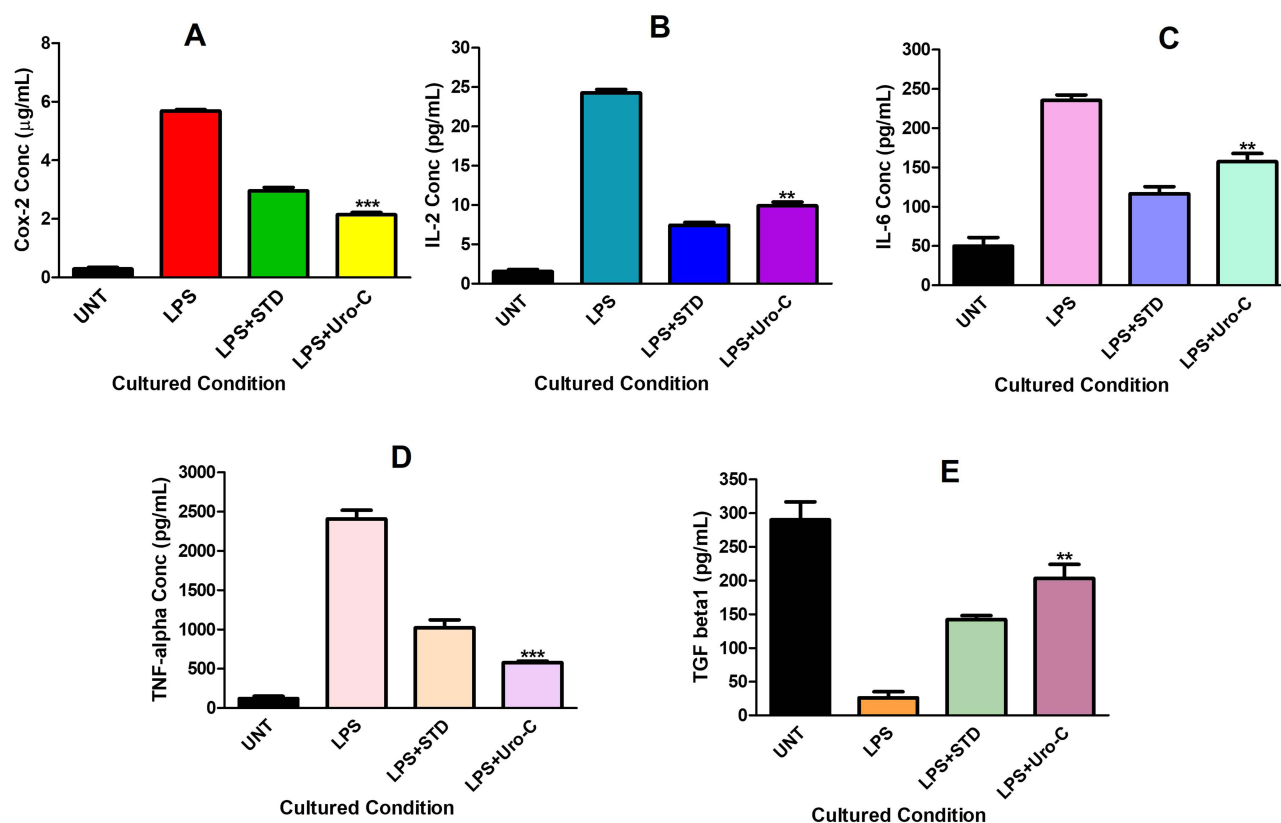 A
Cox-2 Conc (μg/mL)
8
6
4
2
0
***
UNT
LPS
LPS+STD
LPS+Uro-C
Cultured Condition
B
IL-2 Conc (pg/mL)
30
25
20
15
10
5
0
**
UNT
LPS
LPS+STD
LPS+Uro-C
Cultured Condition
C
IL-6 Conc (pg/mL)
300
250
200
150
100
50
0
**
UNT
LPS
LPS+STD
LPS+Uro-C
Cultured Condition
D
TNF-alpha Conc (pg/mL)
3000
2500
2000
1500
1000
500
0
***
UNT
LPS
LPS+STD
LPS+Uro-C
Cultured Condition
E
TGF beta1 (pg/mL)
350
300
250
200
150
100
50
0
**
UNT
LPS
LPS+STD
LPS+Uro-C
Cultured Condition